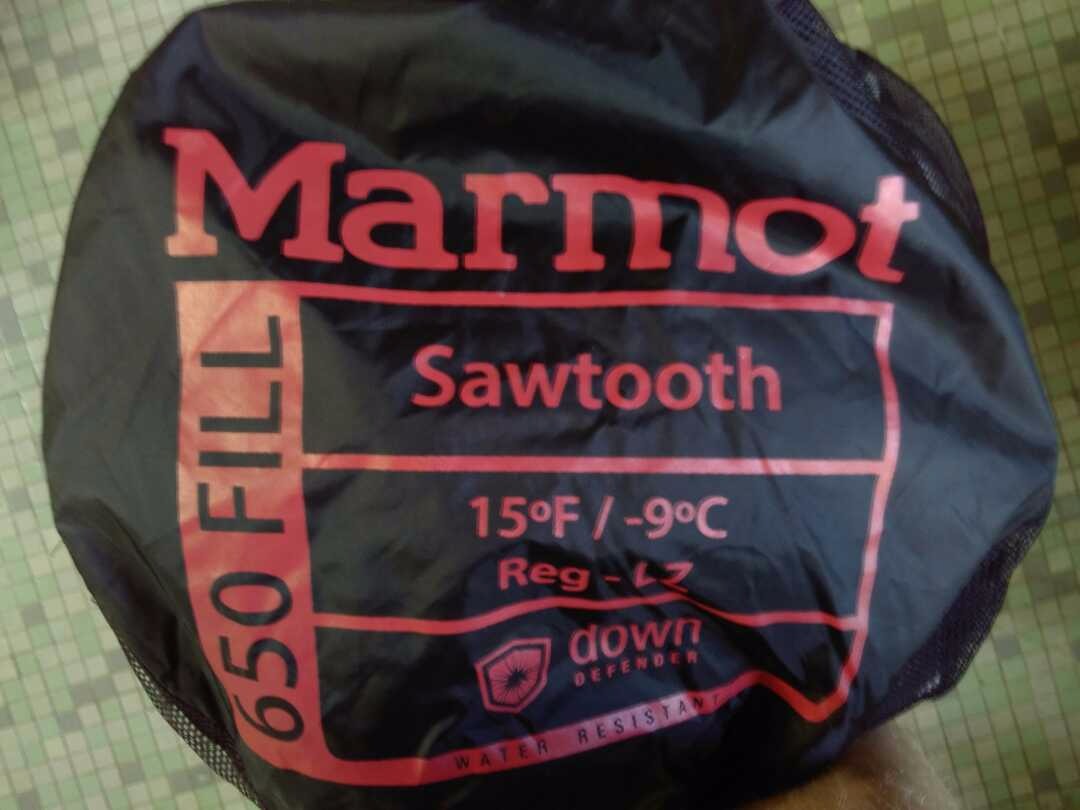 Marmot
650 FILL
Sawtooth
15ºF / -9ºC
Reg - LZ
down
DEFENDER
WATER RESISTANT